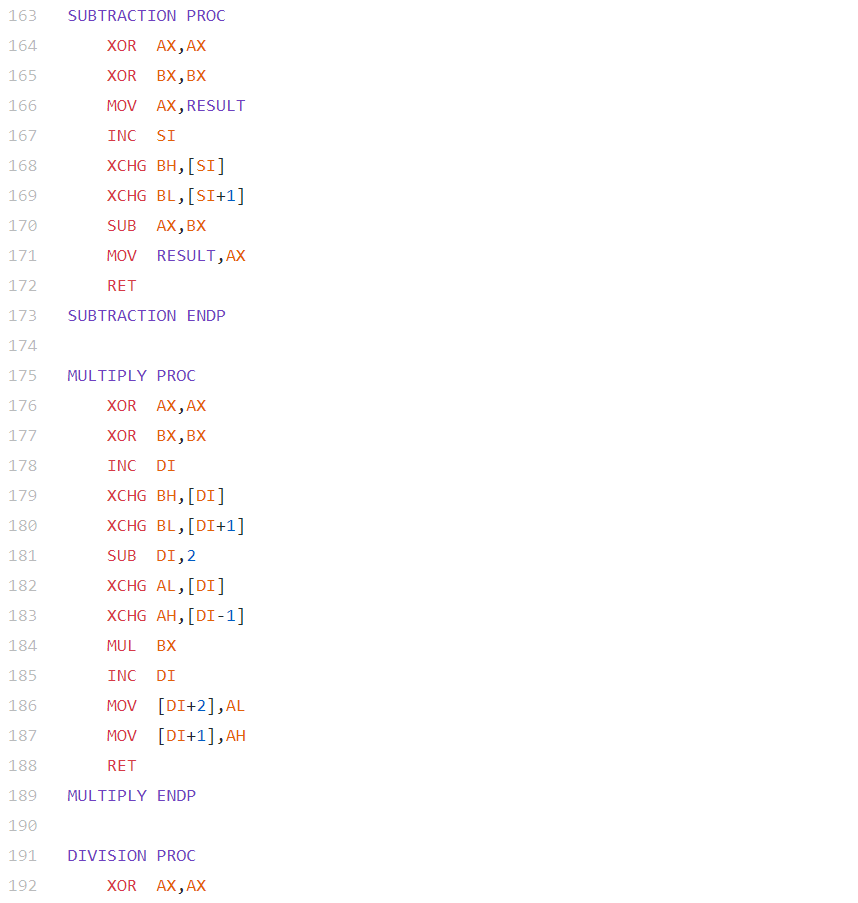 163 SUBTRACTION PROC
164 XOR AX,AX
165 XOR BX,BX
166 MOV AX,RESULT
167 INC SI
168 XCHG BH,[SI]
169 XCHG BL,[SI+1]
170 SUB AX,BX
171 MOV RESULT,AX
172 RET
173 SUBTRACTION ENDP
174
175 MULTIPLY PROC
176 XOR AX,AX
177 XOR BX,BX
178 INC DI
179 XCHG BH,[DI]
180 XCHG BL,[DI+1]
181 SUB DI,2
182 XCHG AL,[DI]
183 XCHG AH,[DI-1]
184 MUL BX
185 INC DI
186 MOV [DI+2],AL
187 MOV [DI+1],AH
188 RET
189 MULTIPLY ENDP
190
191 DIVISION PROC
192 XOR AX,AX